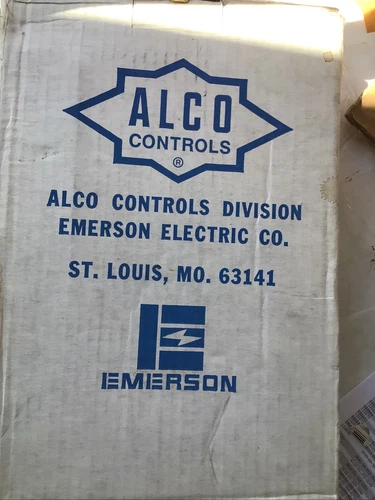 ALCO
CONTROLS
®
ALCO CONTROLS DIVISION
EMERSON ELECTRIC CO.
ST. LOUIS, MO. 63141
EMERSON